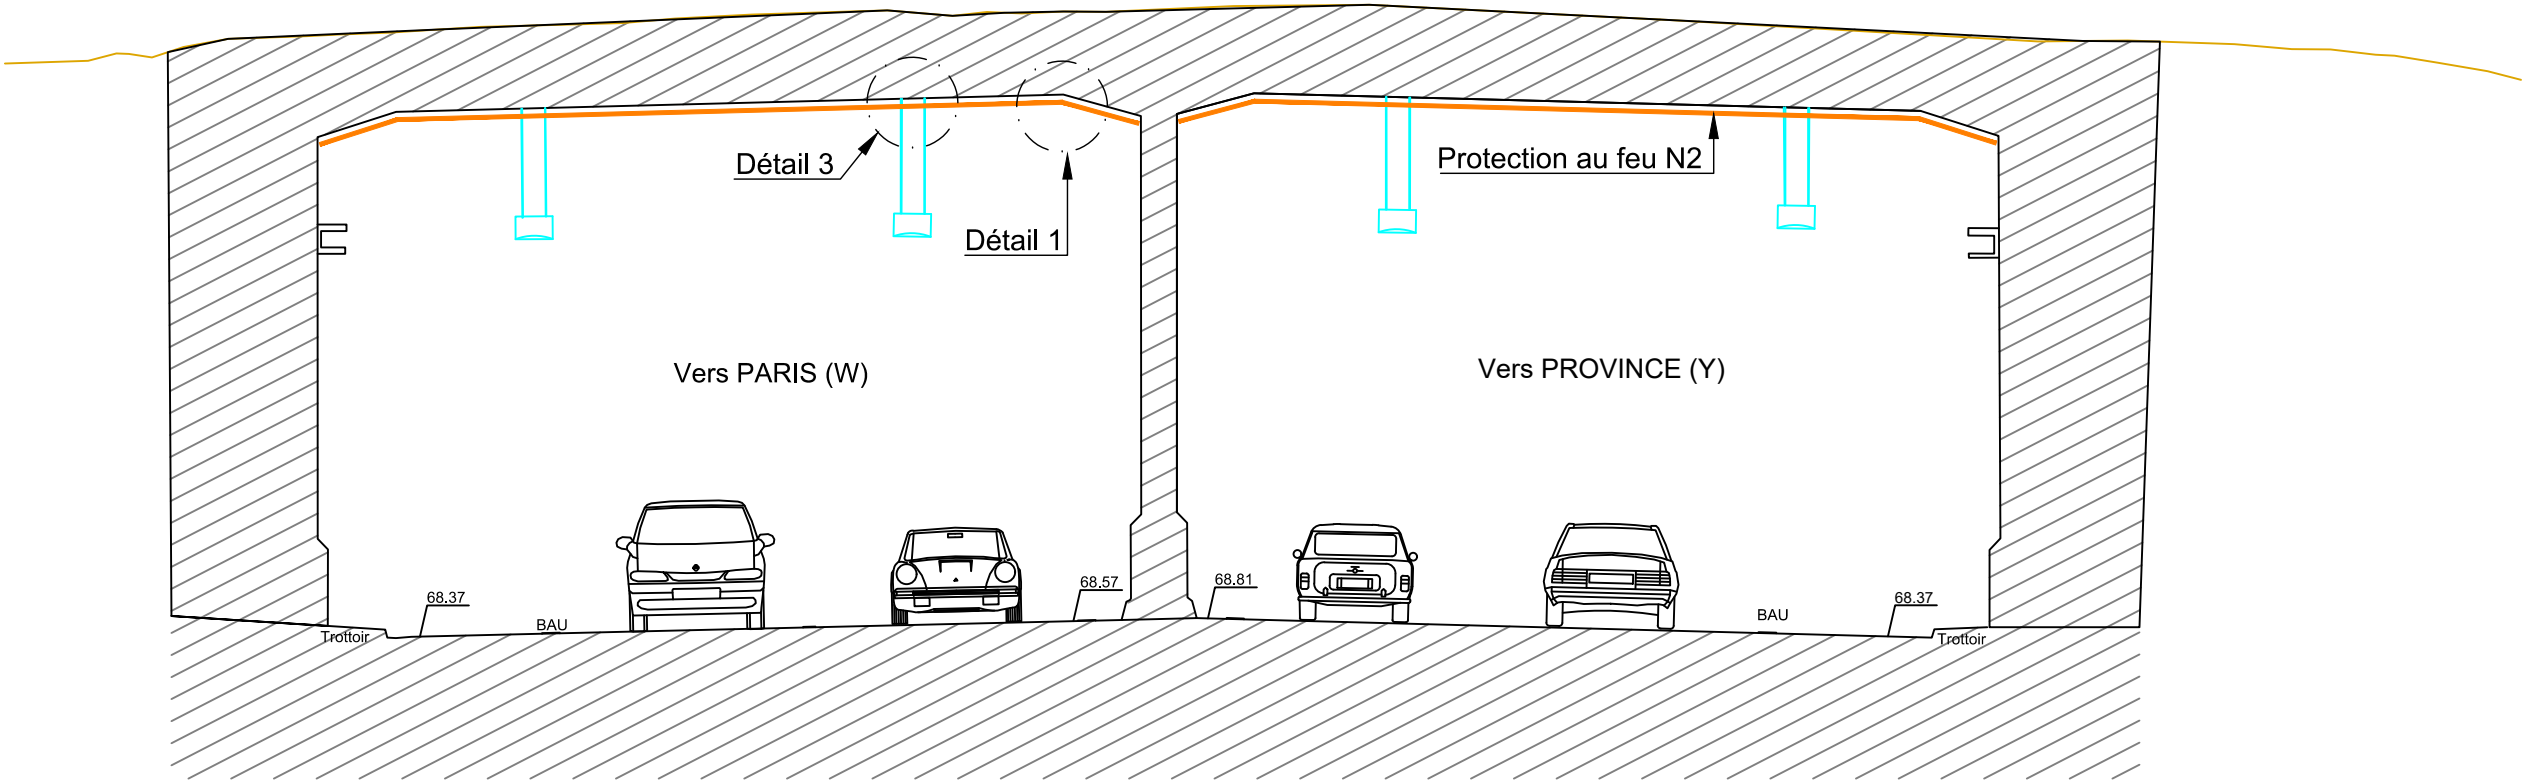 Détail 3
Protection au feu N2
Détail 1
Vers PARIS (W)
Vers PROVINCE (Y)
68.37
BAU
Trottoir
68.57
68.81
BAU
68.37
Trottoir